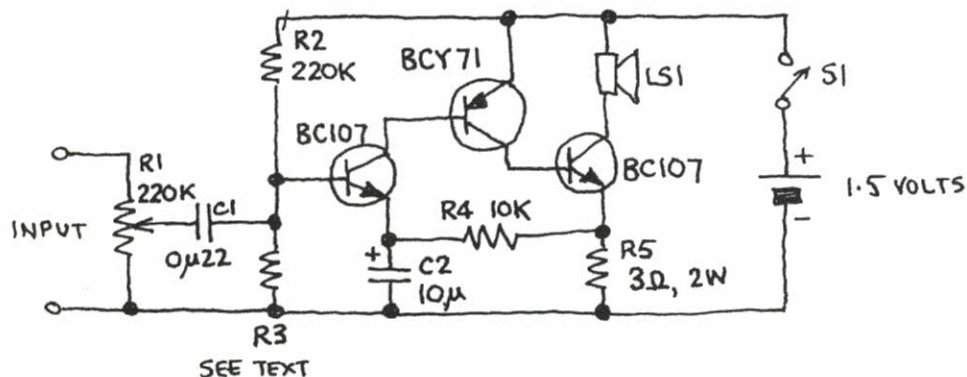 R2
220K
BCY71
LS1
S1
BC107
BC107
R1
220K
C1
0µ22
INPUT
R4 10K
+
C2
10µ
R5
3Ω, 2W
+
1.5 VOLTS
-
R3
SEE TEXT